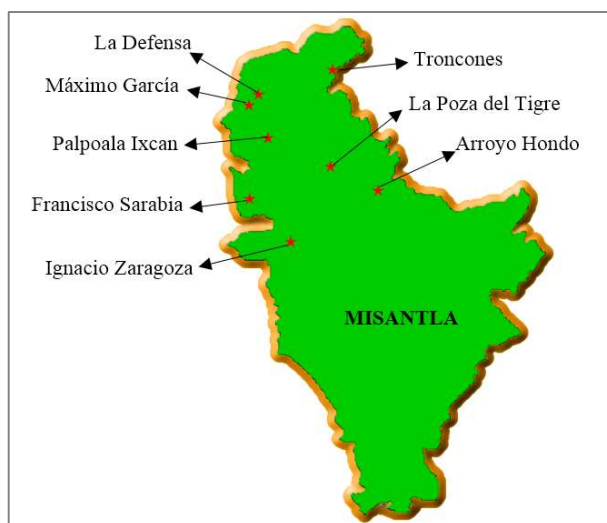 La Defensa
Troncones
Máximo García
La Poza del Tigre
Palpoala Ixcan
Arroyo Hondo
Francisco Sarabia
Ignacio Zaragoza
MISANTLA